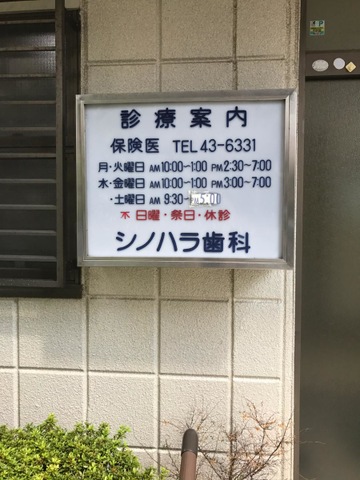 診療案内
保険医 TEL 43-6331
月・火曜日 AM10:00~1:00 PM2:30~7:00
水・金曜日 AM10:00~1:00 PM3:00~7:00
・土曜日 AM 9:30~
不 日曜・祭日・休診
シノハラ歯科